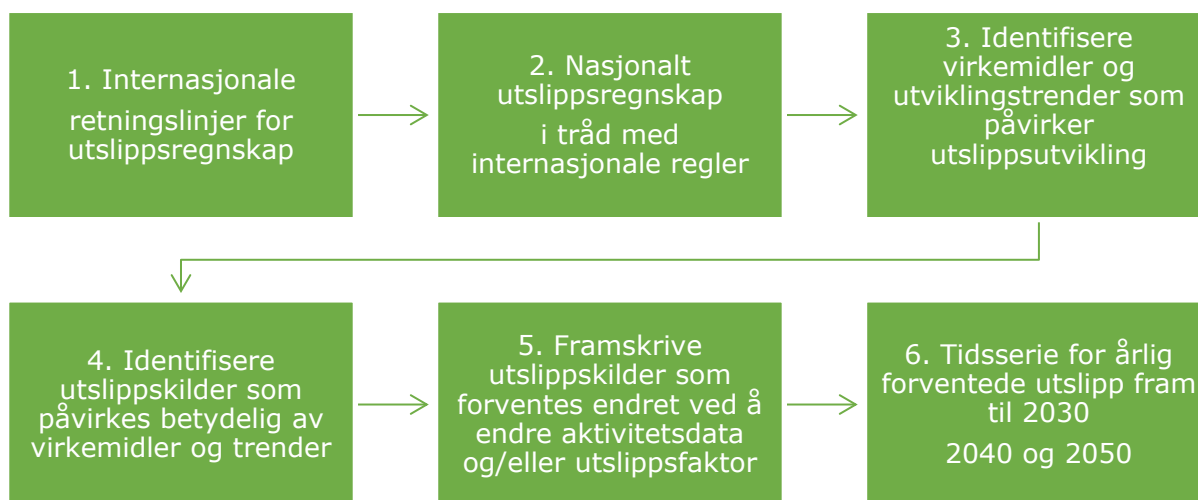 1. Internasjonale
retningslinjer for
utslippsregnskap
2. Nasjonalt
utslippsregnskap
i tråd med
internasjonale regler
3. Identifisere
virkemidler og
utviklingstrender som
påvirker
utslippsutvikling
4. Identifisere
utslippskilder som
påvirkes betydelig av
virkemidler og trender
5. Framskrive
utslippskilder som
forventes endret ved å
endre aktivitetsdata
og/eller utslippsfaktor
6. Tidsserie for årlig
forventede utslipp fram
til 2030
2040 og 2050